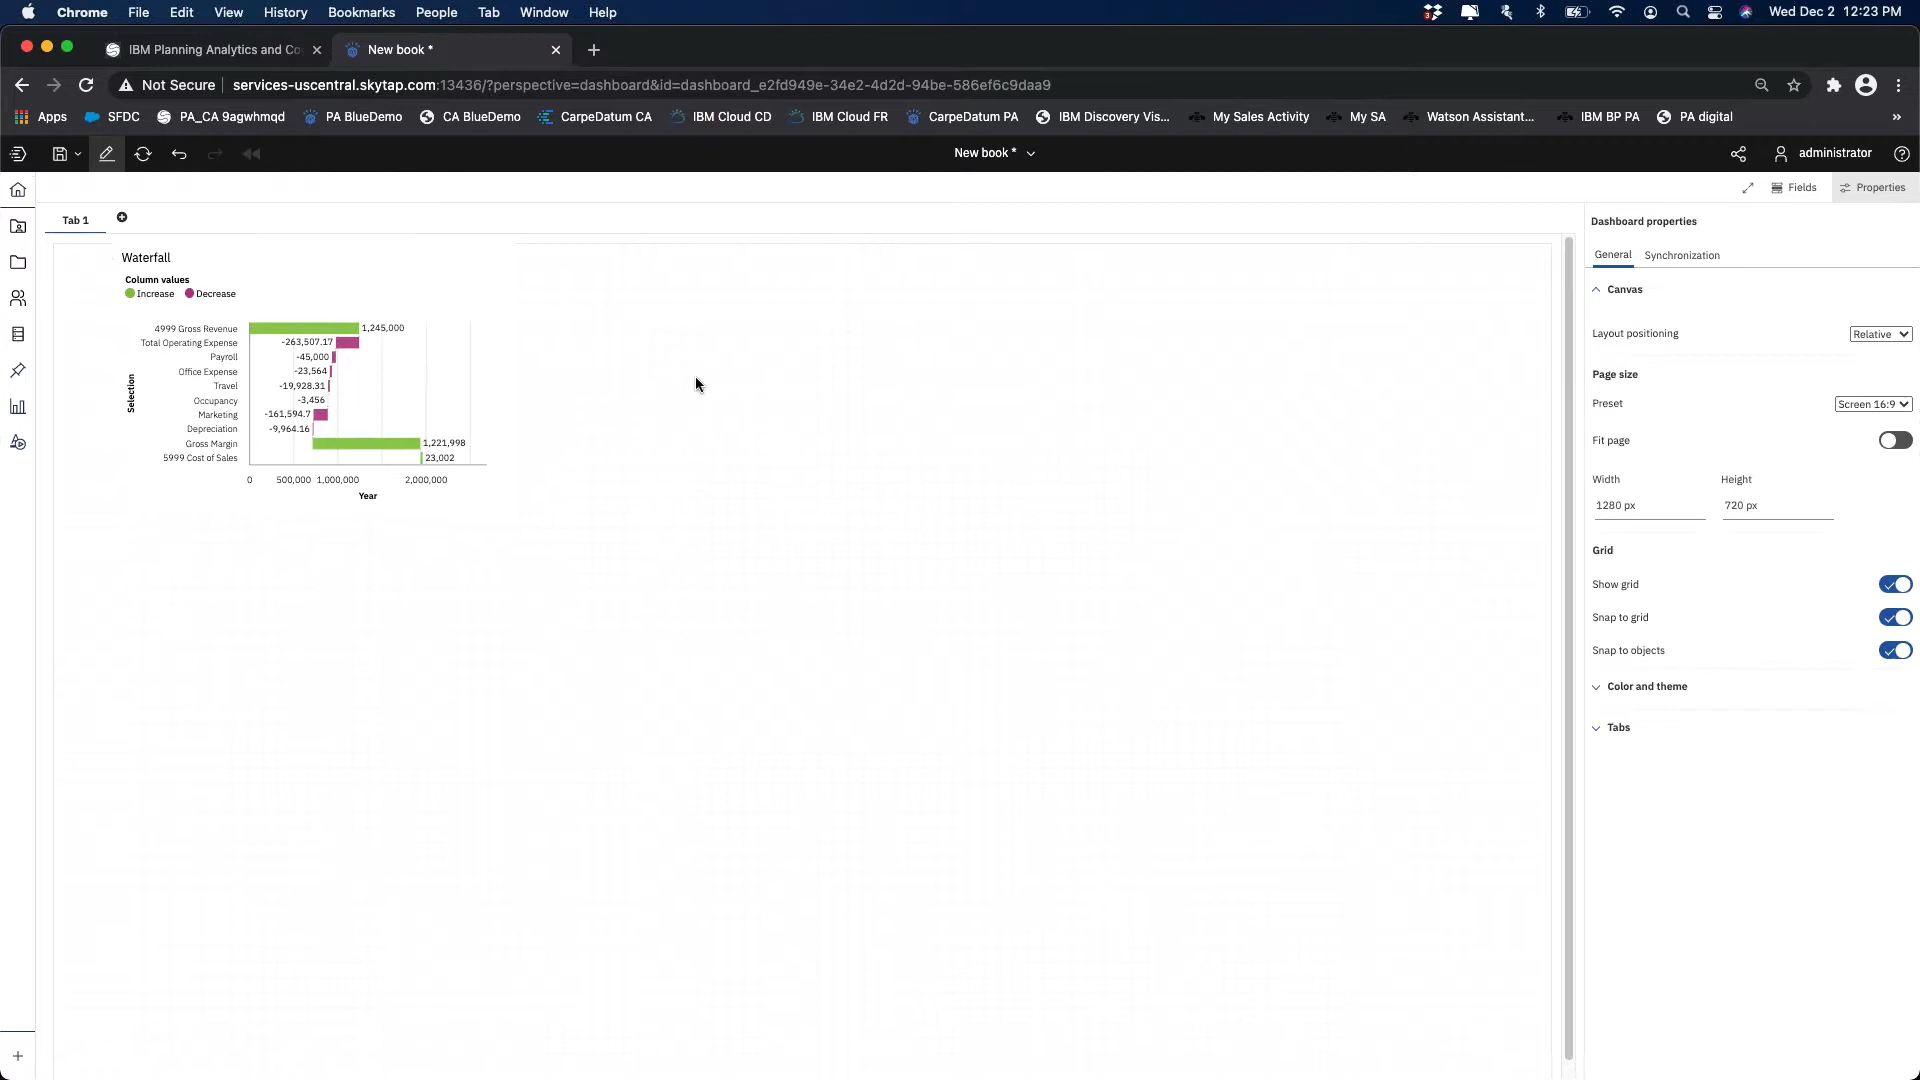 Chrome File Edit View History Bookmarks People Tab Window Help
3
Wed Dec 2 12:23 PM
IBM Planning Analytics and Co
New book *
Not Secure services-uscentral.skytap.com:13436/?perspective=dashboard&id=dashboard_e2fd949e-34e2-4d2d-94be-586ef6c9daa9
Apps SFDC PA_CA 9agwhmqd PA BlueDemo CA BlueDemo CarpeDatum CA IBM Cloud CD IBM Cloud FR CarpeDatum PA IBM Discovery Vis... My Sales Activity My SA Watson Assistant... IBM BP PA PA digital »
New book *
administrator
Fields Properties
Tab 1
Waterfall
Column values
Increase Decrease
Selection
4999 Gross Revenue 1,245,000
Total Operating Expense -263,507.17
Payroll -45,000
Office Expense -23,564
Travel -19,928.31
Occupancy -3,456
Marketing -161,594.7
Depreciation -9,964.16
Gross Margin 1,221,998
5999 Cost of Sales 23,002
0 500,000 1,000,000 2,000,000
Year
Dashboard properties
General Synchronization
Canvas
Layout positioning Relative
Page size
Preset Screen 16:9
Fit page
Width Height
1280 px 720 px
Grid
Show grid
Snap to grid
Snap to objects
Color and theme
Tabs